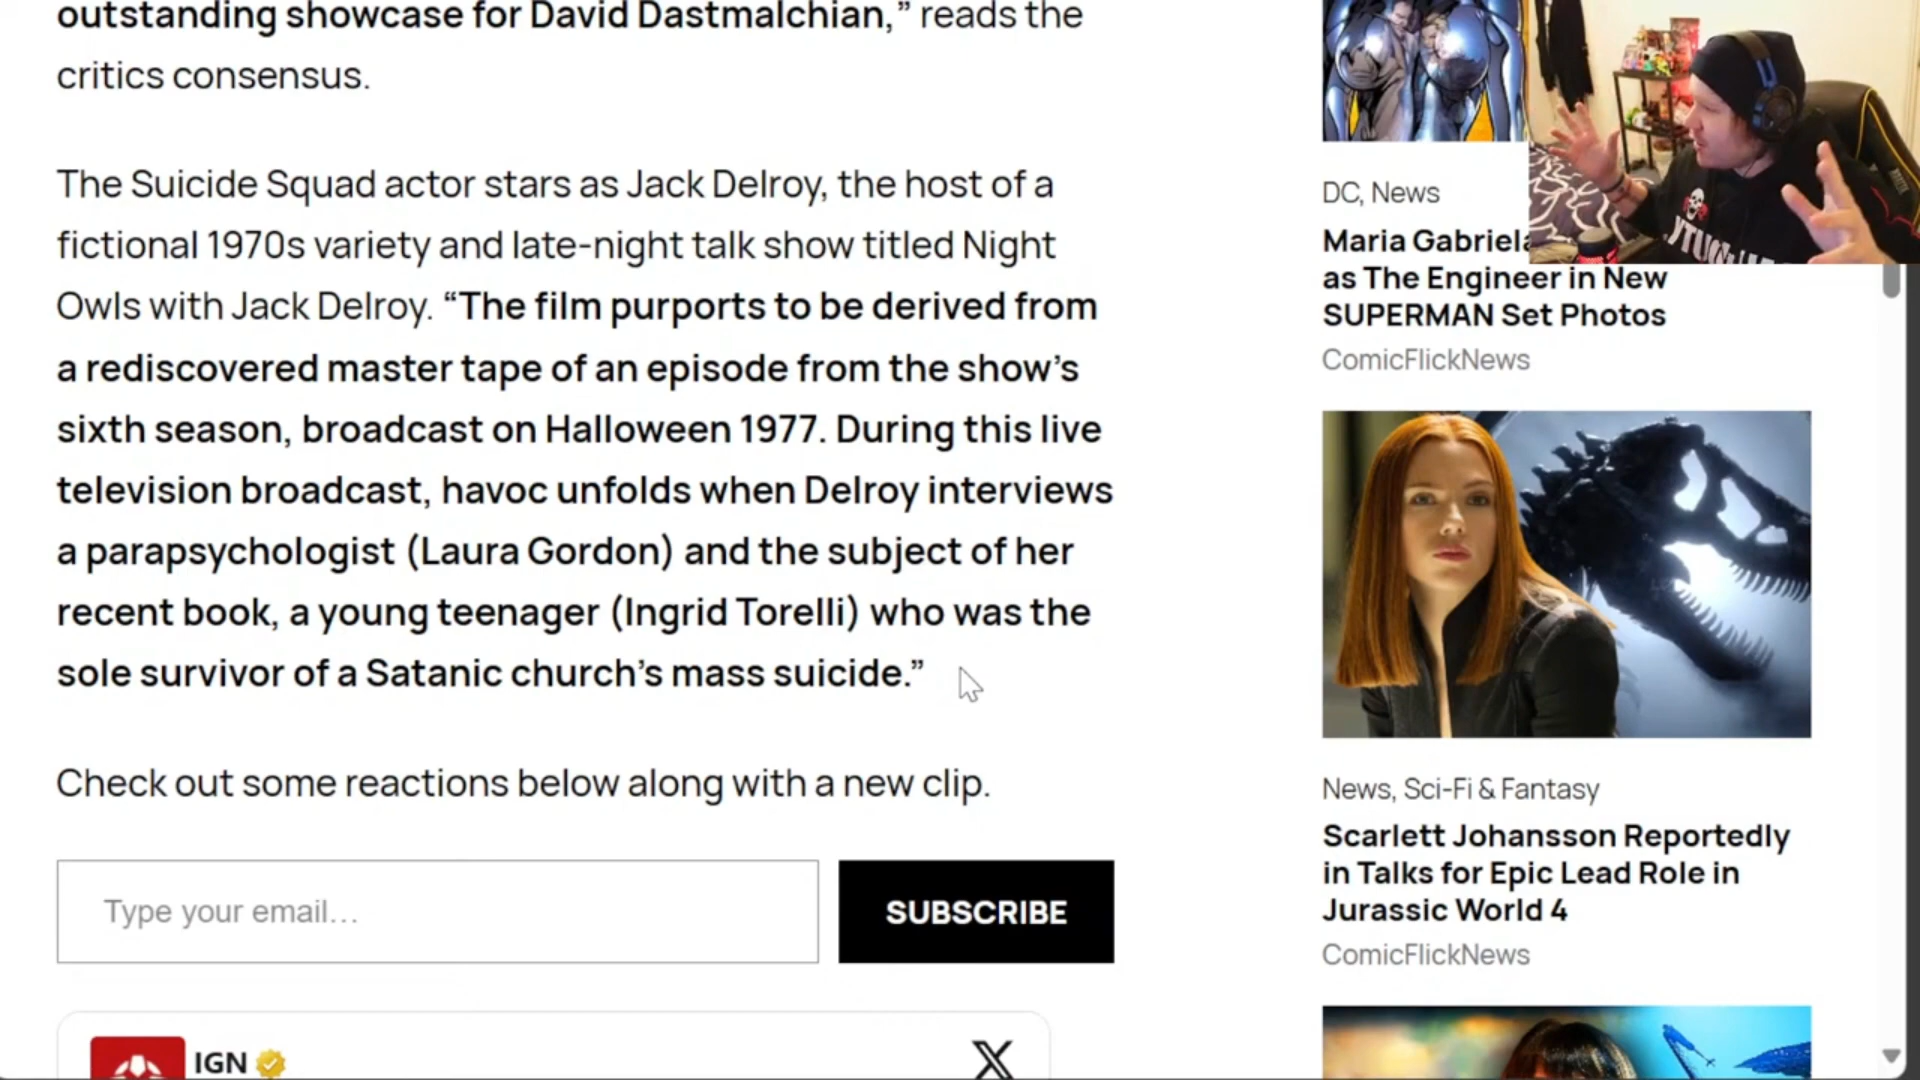 outstanding showcase for David Dastmalchian,” reads the
critics consensus.
The Suicide Squad actor stars as Jack Delroy, the host of a
fictional 1970s variety and late-night talk show titled Night
Owls with Jack Delroy. “The film purports to be derived from
a rediscovered master tape of an episode from the show’s
sixth season, broadcast on Halloween 1977. During this live
television broadcast, havoc unfolds when Delroy interviews
a parapsychologist (Laura Gordon) and the subject of her
recent book, a young teenager (Ingrid Torelli) who was the
sole survivor of a Satanic church’s mass suicide.”
Check out some reactions below along with a new clip.
Type your email…
SUBSCRIBE
IGN
X
DC, News
Maria Gabriela
as The Engineer in New
SUPERMAN Set Photos
ComicFlickNews
News, Sci-Fi & Fantasy
Scarlett Johansson Reportedly
in Talks for Epic Lead Role in
Jurassic World 4
ComicFlickNews